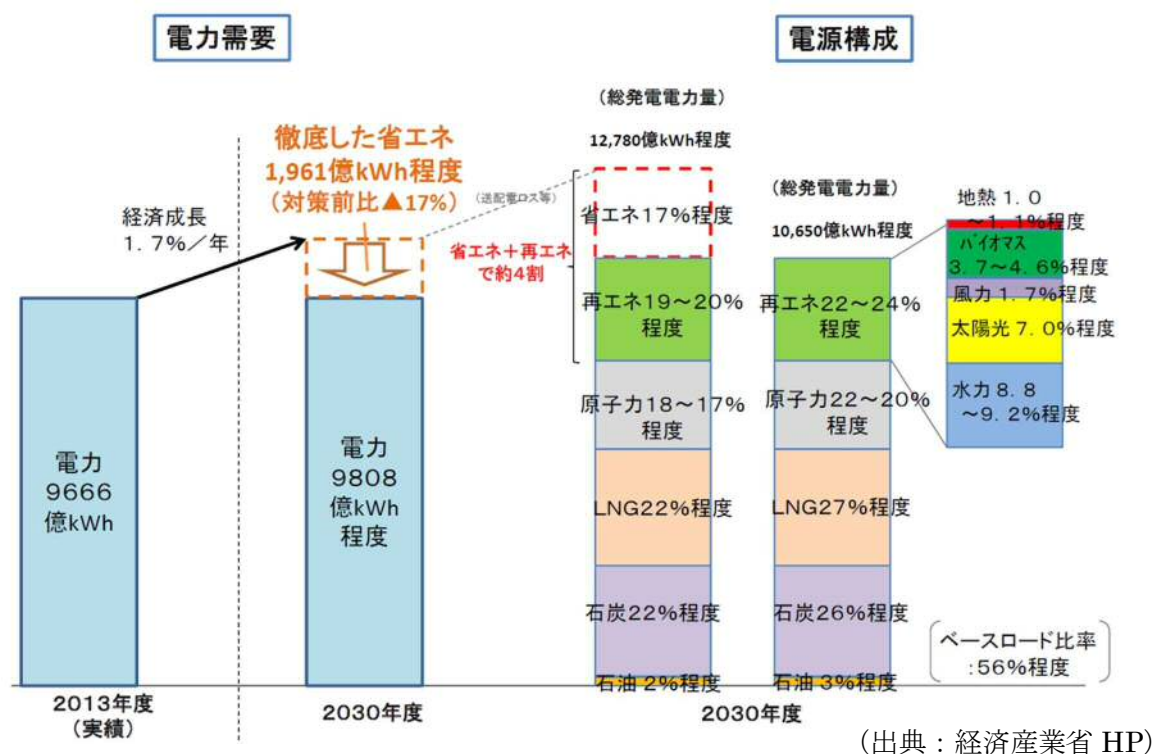 電力需要
電源構成
徹底した省エネ
1,961億kWh程度
(対策前比▲17%)
経済成長
1.7%/年
電力
9666
億kWh
電力
9808
億kWh
程度
2013年度
(実績)
2030年度
(送配電ロス等)
省エネ+再エネ
で約4割
(総発電電力量)
12,780億kWh程度
省エネ17%程度
再エネ19~20%
程度
原子力18~17%
程度
LNG22%程度
石炭22%程度
石油2%程度
(総発電電力量)
10,650億kWh程度
再エネ22~24%
程度
原子力22~20%
程度
LNG27%程度
石炭26%程度
石油3%程度
2030年度
地熱1.0
~1.1%程度
バイオマス
3.7~4.6%程度
風力1.7%程度
太陽光7.0%程度
水力8.8
~9.2%程度
ベースロード比率
:56%程度
(出典:経済産業省 HP)